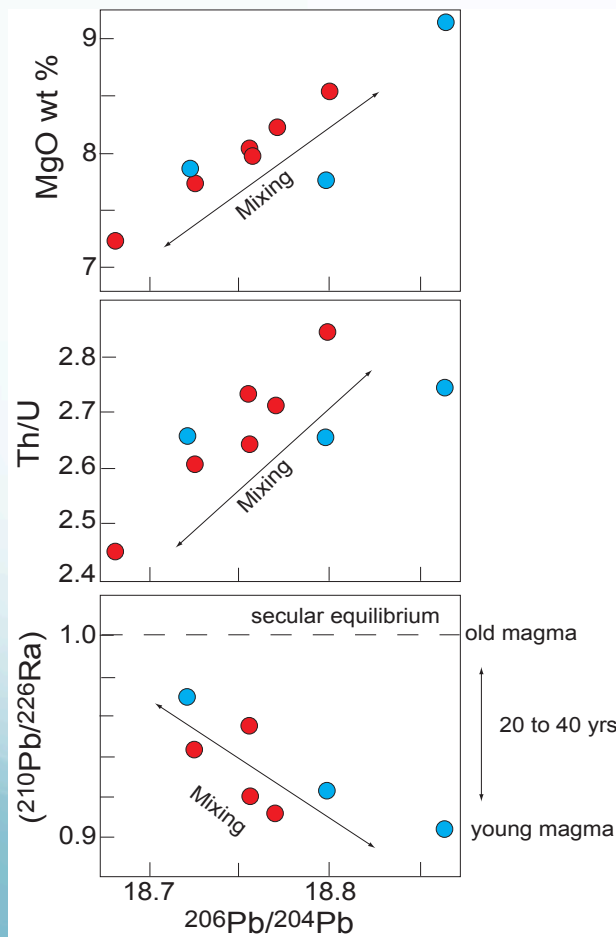 MgO wt %
9
8
7
Mixing
Th/U
2.8
2.7
2.6
2.5
2.4
Mixing
(²¹⁰Pb/²²⁶Ra)
secular equilibrium
1.0
old magma
20 to 40 yrs
Mixing
0.9
young magma
18.7
18.8
²⁰⁶Pb/²⁰⁴Pb